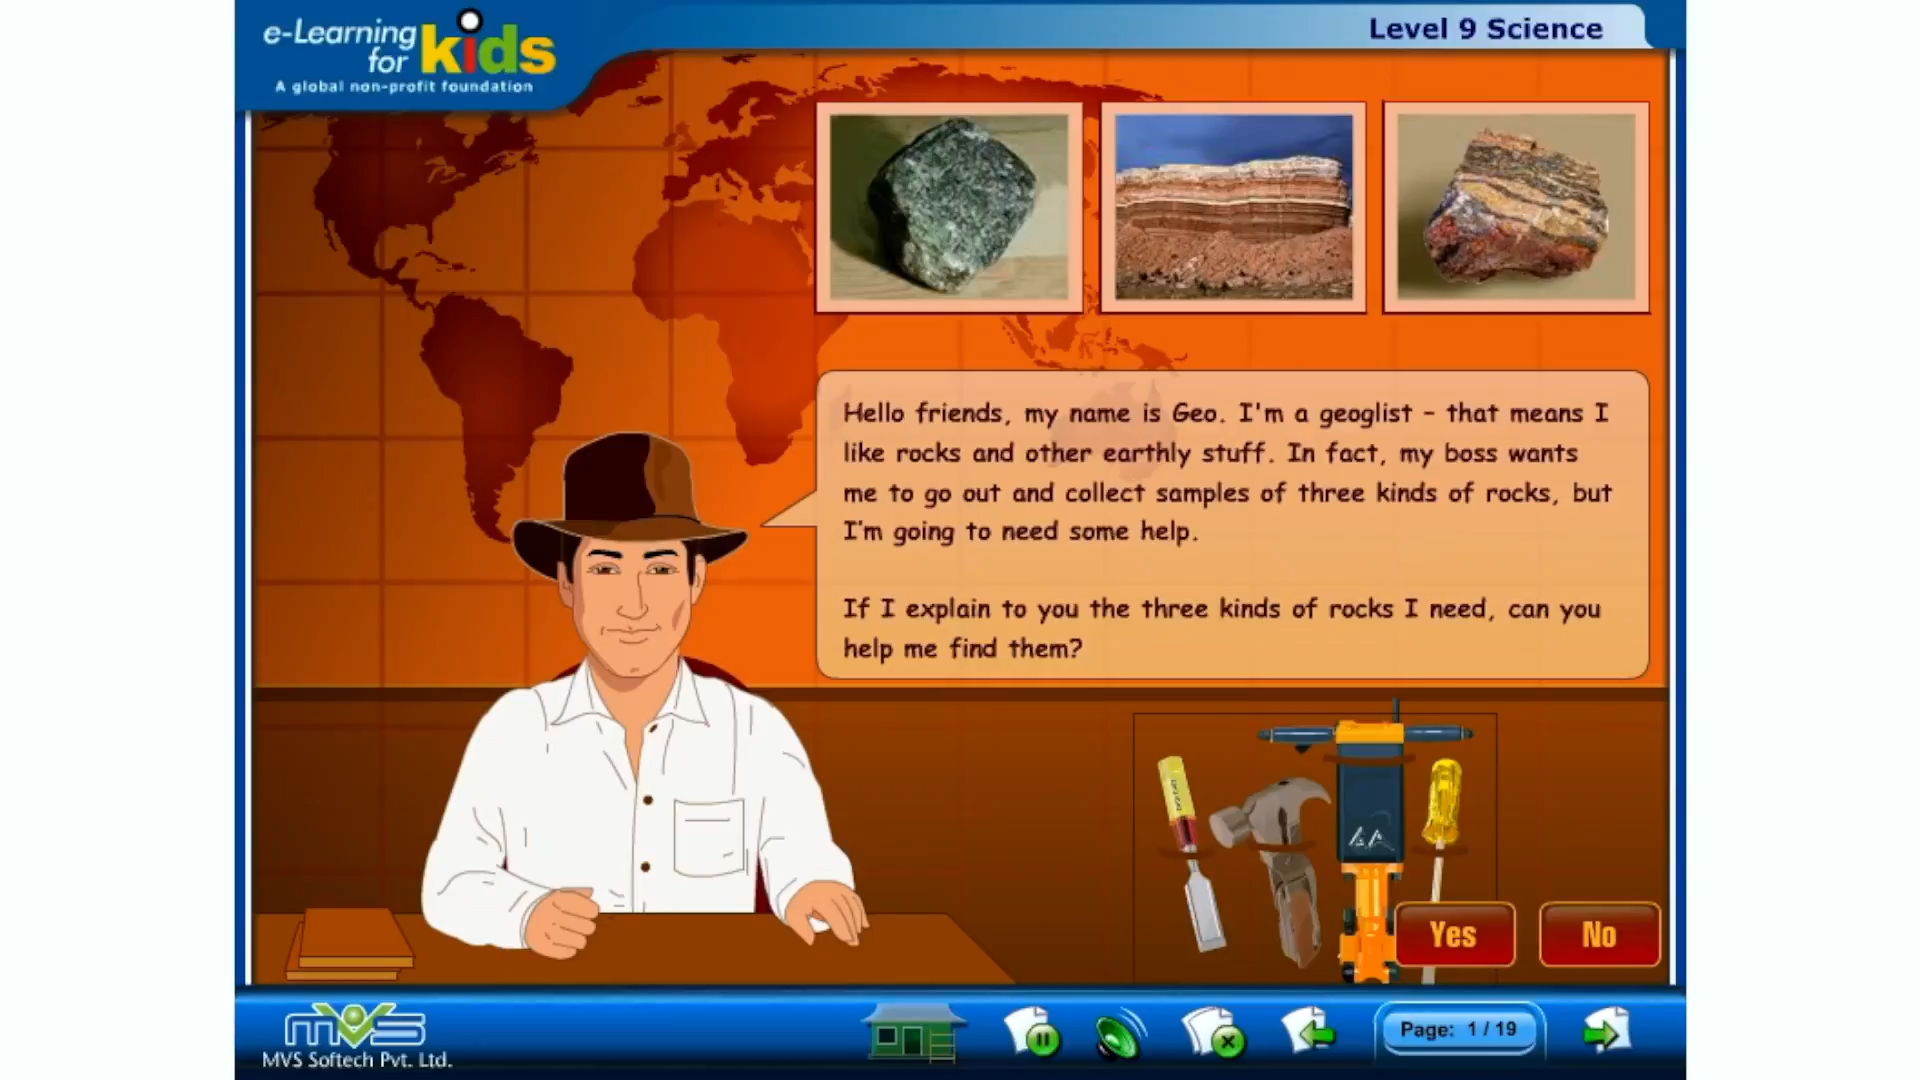 e-Learning
for kids
A global non-profit foundation
Level 9 Science
Hello friends, my name is Geo. I'm a geoglist - that means I
like rocks and other earthly stuff. In fact, my boss wants
me to go out and collect samples of three kinds of rocks, but
I'm going to need some help.
If I explain to you the three kinds of rocks I need, can you
help me find them?
Yes
No
MVS
MVS Softech Pvt. Ltd.
Page: 1 / 19